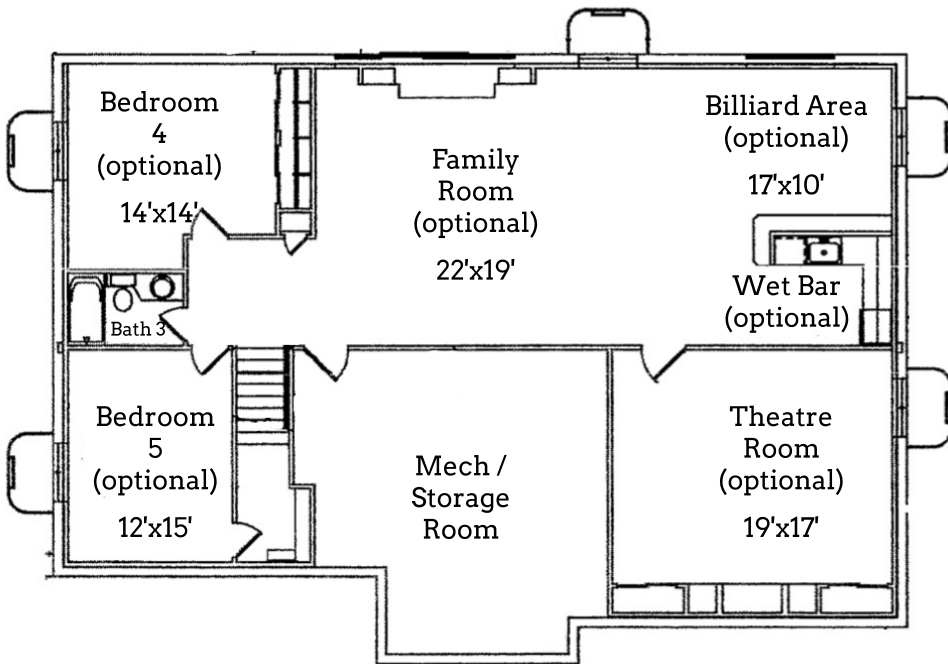 Bedroom
4
(optional)
14'x14'
Family
Room
(optional)
22'x19'
Billiard Area
(optional)
17'x10'
Wet Bar
(optional)
Bath 3
Bedroom
5
(optional)
12'x15'
Mech /
Storage
Room
Theatre
Room
(optional)
19'x17'